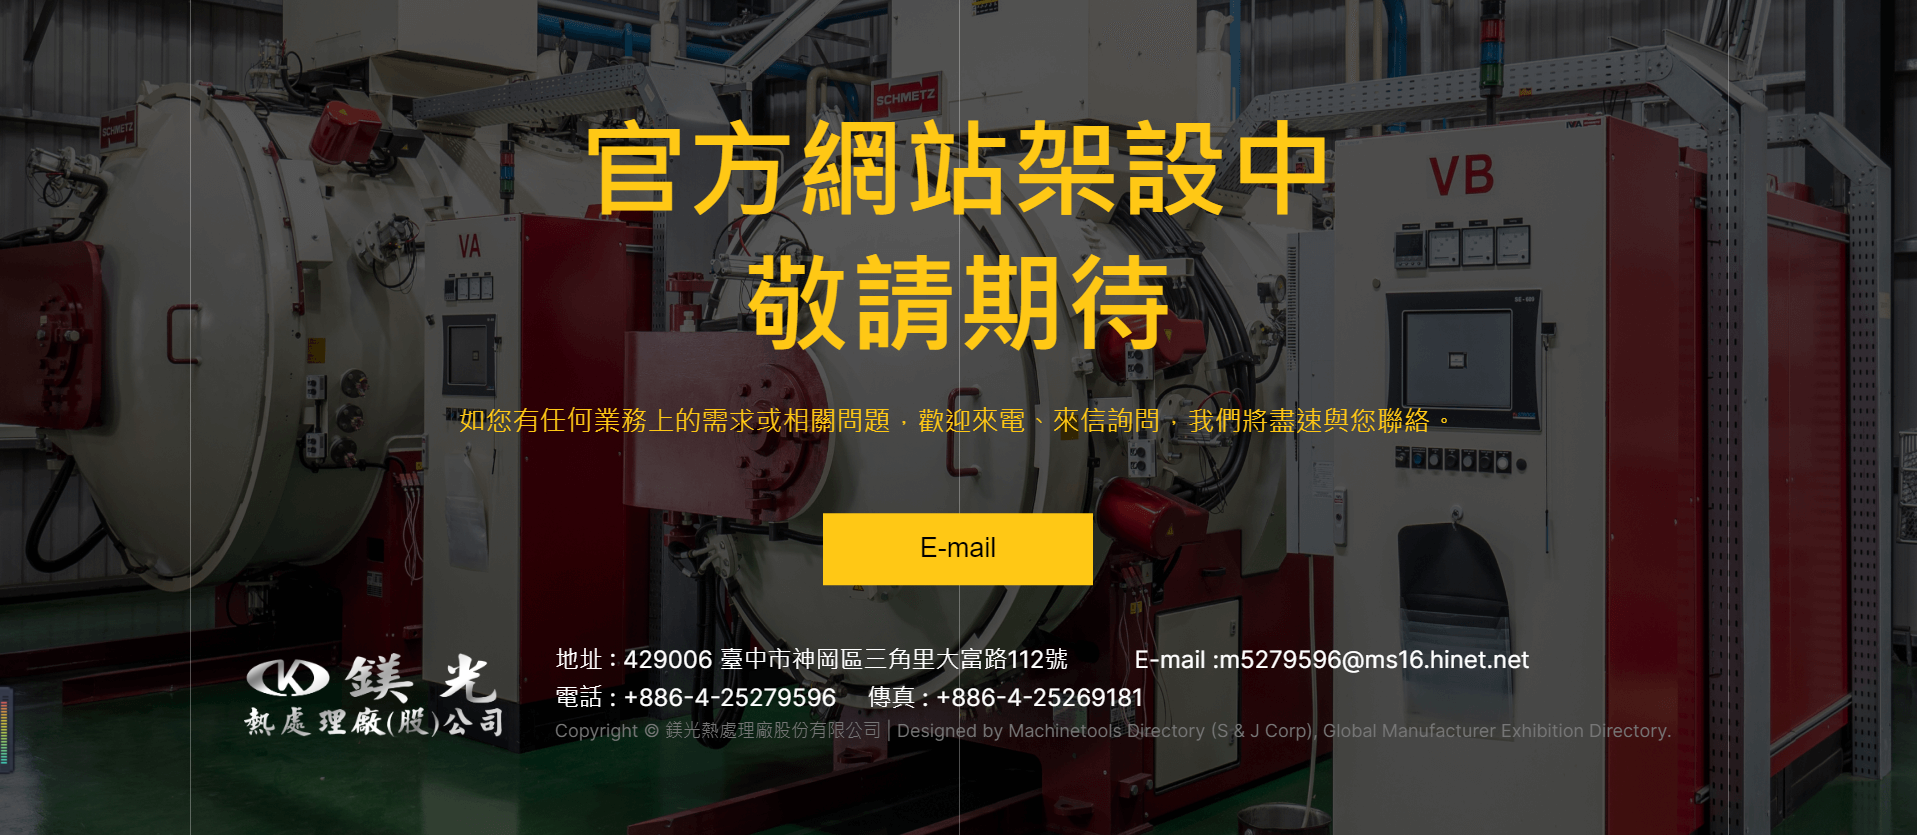 SCHMETZ
SCHMETZ
IVA
VB
VA
官方網站架設中
敬請期待
如您有任何業務上的需求或相關問題，歡迎來電、來信詢問，我們將盡速與您聯絡。
E-mail
鎂光
熱處理廠(股)公司
地址 : 429006 臺中市神岡區三角里大富路112號 E-mail :m5279596@ms16.hinet.net
電話 : +886-4-25279596 傳真 : +886-4-25269181
Copyright © 鎂光熱處理廠股份有限公司 | Designed by Machinetools Directory (S & J Corp), Global Manufacturer Exhibition Directory.